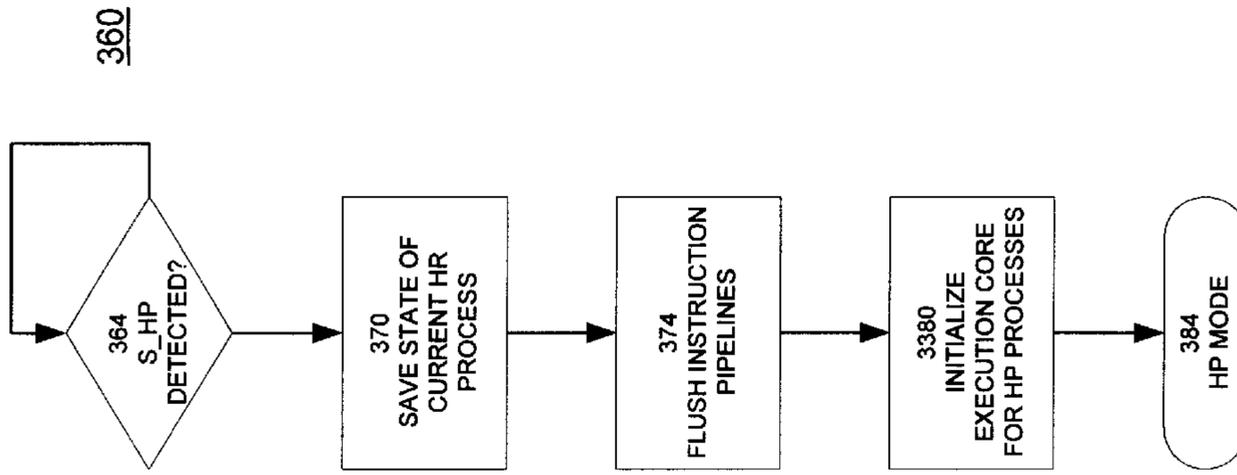 360
364
S_HP
DETECTED?
370
SAVE STATE OF
CURRENT HR
PROCESS
374
FLUSH INSTRUCTION
PIPELINES
3380
INITIALIZE
EXECUTION CORE
FOR HP PROCESSES
384
HP MODE